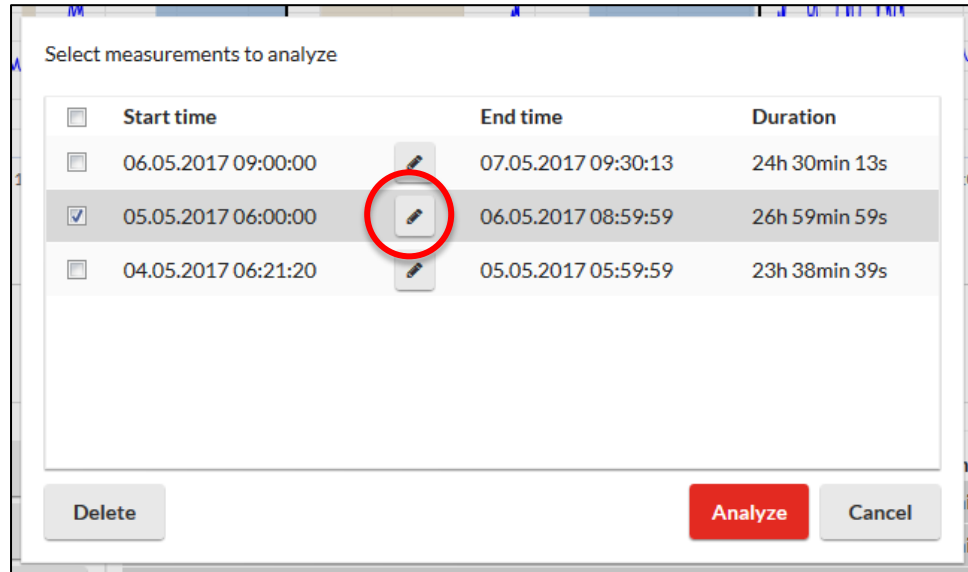 Select measurements to analyze
Start time End time Duration
06.05.2017 09:00:00 07.05.2017 09:30:13 24h 30min 13s
05.05.2017 06:00:00 06.05.2017 08:59:59 26h 59min 59s
04.05.2017 06:21:20 05.05.2017 05:59:59 23h 38min 39s
Delete Analyze Cancel